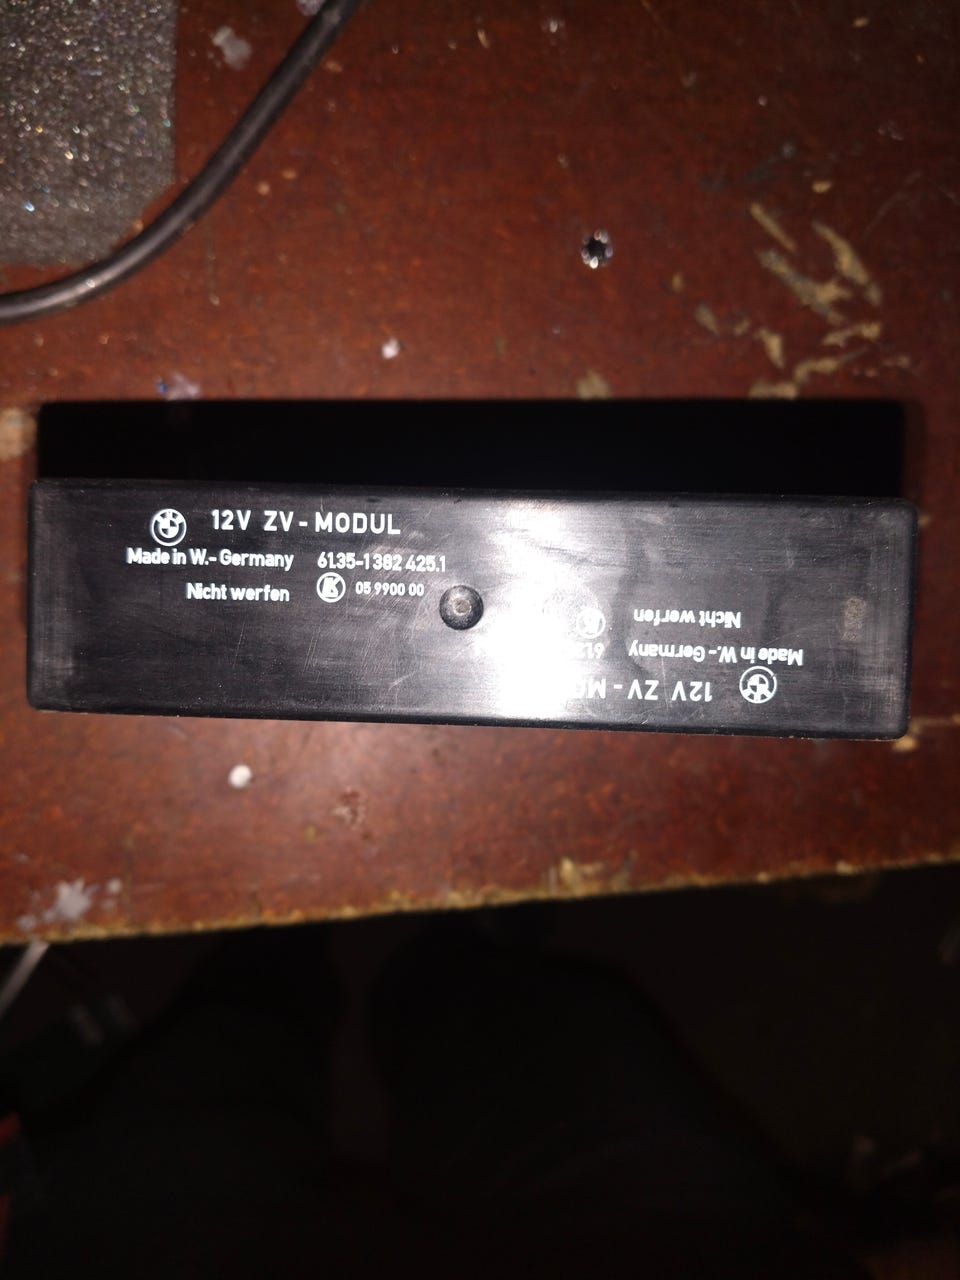 12V ZV - MODUL
Made in W.- Germany 61.35-1 382 425.1
Nicht werfen 05 9900 00
Nicht werfen
Made in W.- Germany
12V ZV -